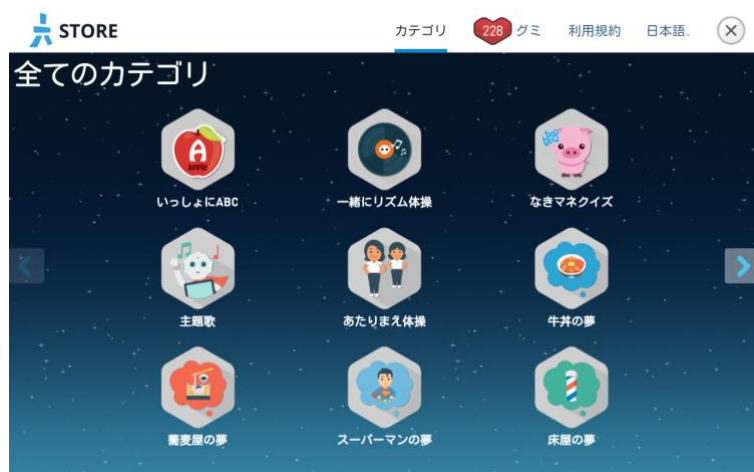 STORE
カテゴリ
228 グミ
利用規約
日本語
全てのカテゴリ
A
apple
いっしょにABC
一緒にリズム体操
なきマネクイズ
主題歌
あたりまえ体操
牛丼の夢
蕎麦屋の夢
スーパーマンの夢
床屋の夢